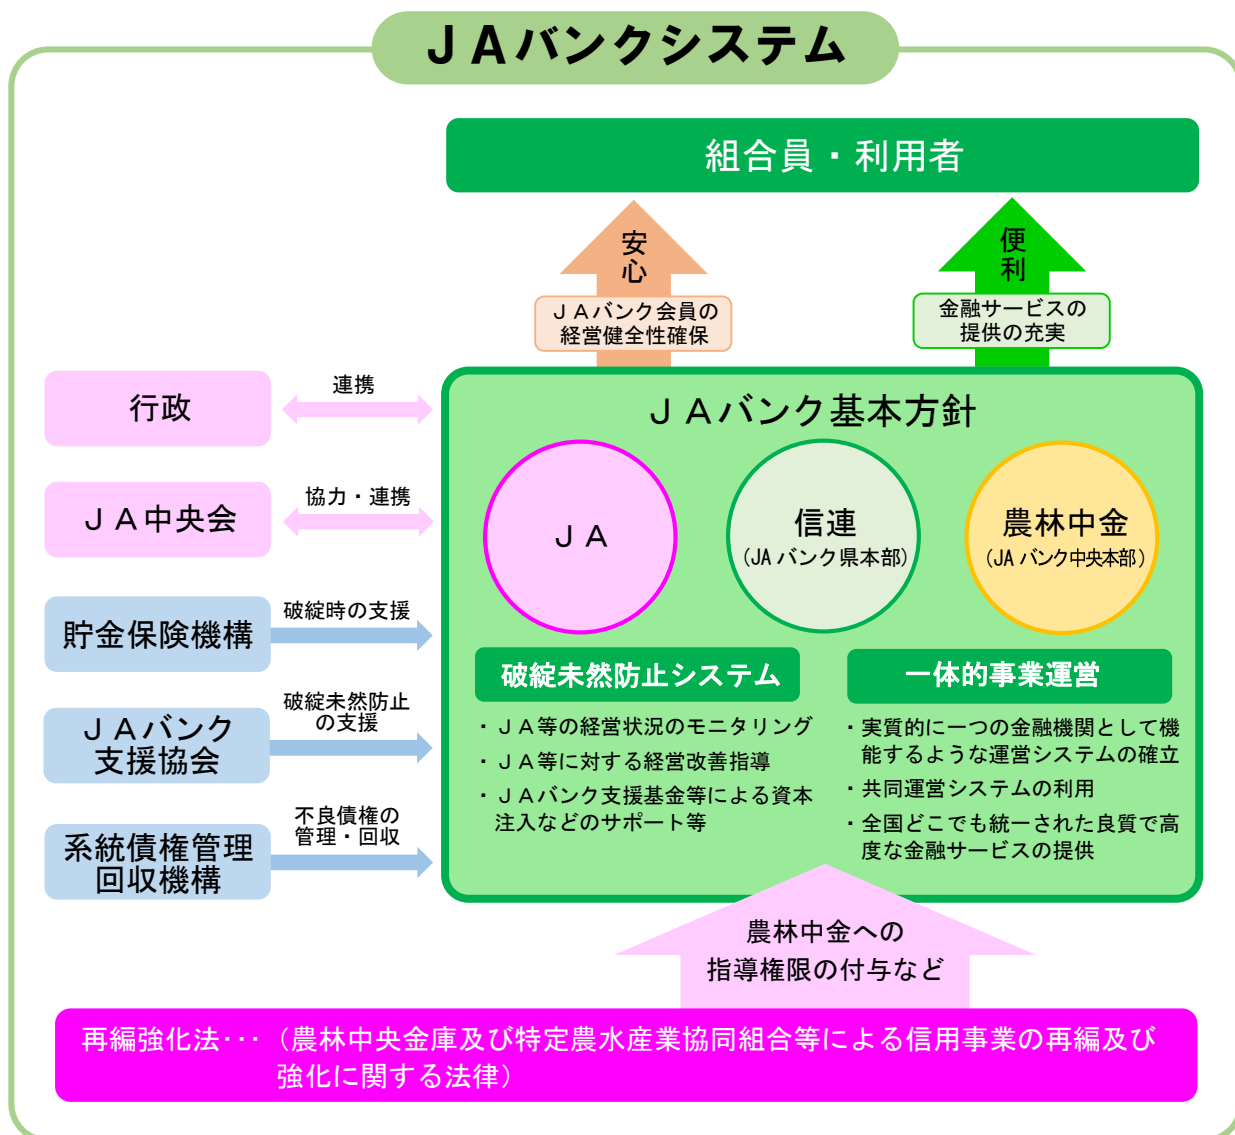 ＪＡバンクシステム
組合員・利用者
安心
ＪＡバンク会員の
経営健全性確保
便利
金融サービスの
提供の充実
行政
連携
ＪＡ中央会
協力・連携
貯金保険機構
破綻時の支援
ＪＡバンク
支援協会
破綻未然防止
の支援
系統債権管理
回収機構
不良債権の
管理・回収
ＪＡバンク基本方針
ＪＡ
信連
（JAバンク県本部）
農林中金
（JAバンク中央本部）
破綻未然防止システム
・ＪＡ等の経営状況のモニタリング
・ＪＡ等に対する経営改善指導
・ＪＡバンク支援基金等による資本
注入などのサポート等
一体的事業運営
・実質的に一つの金融機関として機
能するような運営システムの確立
・共同運営システムの利用
・全国どこでも統一された良質で高
度な金融サービスの提供
農林中金への
指導権限の付与など
再編強化法･･･（農林中央金庫及び特定農水産業協同組合等による信用事業の再編及び
強化に関する法律）